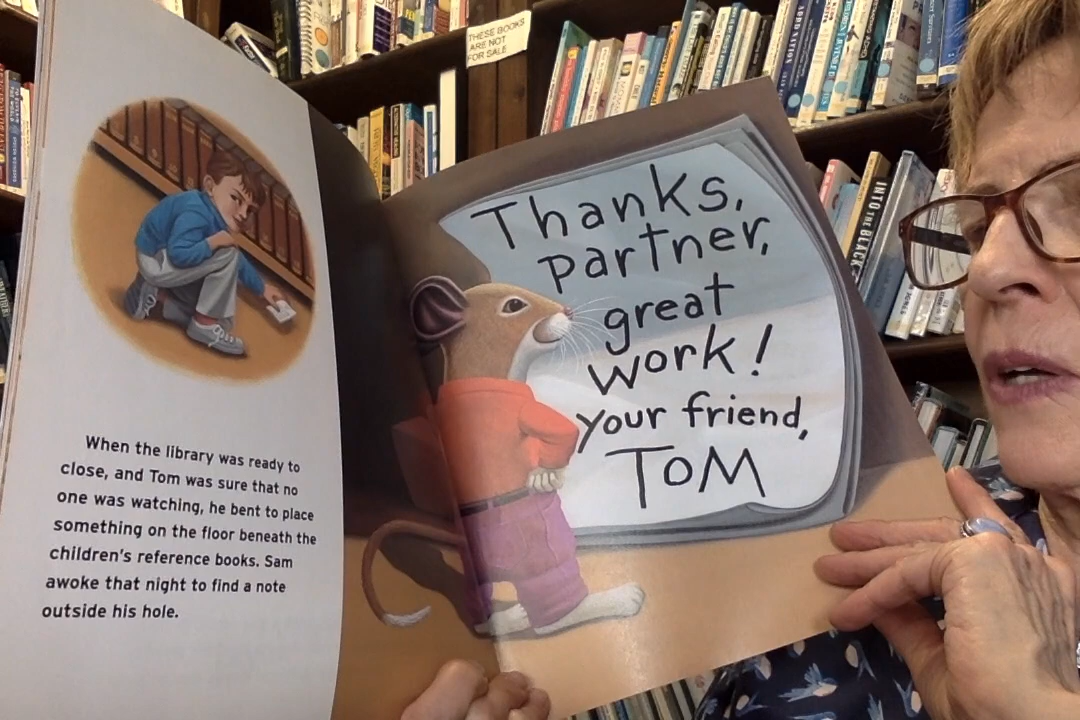 THESE BOOKS
ARE NOT
FOR SALE
INTO THE BLACK
When the library was ready to
close, and Tom was sure that no
one was watching, he bent to place
something on the floor beneath the
children's reference books. Sam
awoke that night to find a note
outside his hole.
Thanks,
partner,
great
work!
your friend,
TOM